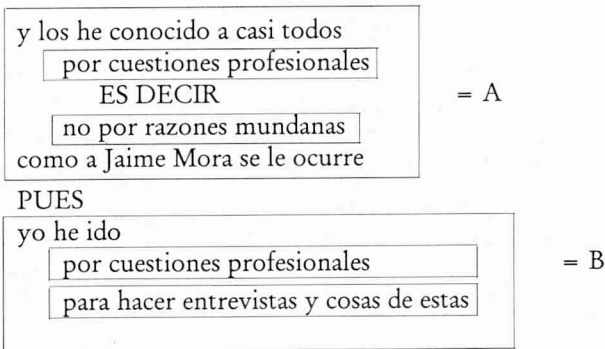 y los he conocido a casi todos
por cuestiones profesionales
ES DECIR
= A
no por razones mundanas
como a Jaime Mora se le ocurre
PUES
yo he ido
por cuestiones profesionales
= B
para hacer entrevistas y cosas de estas